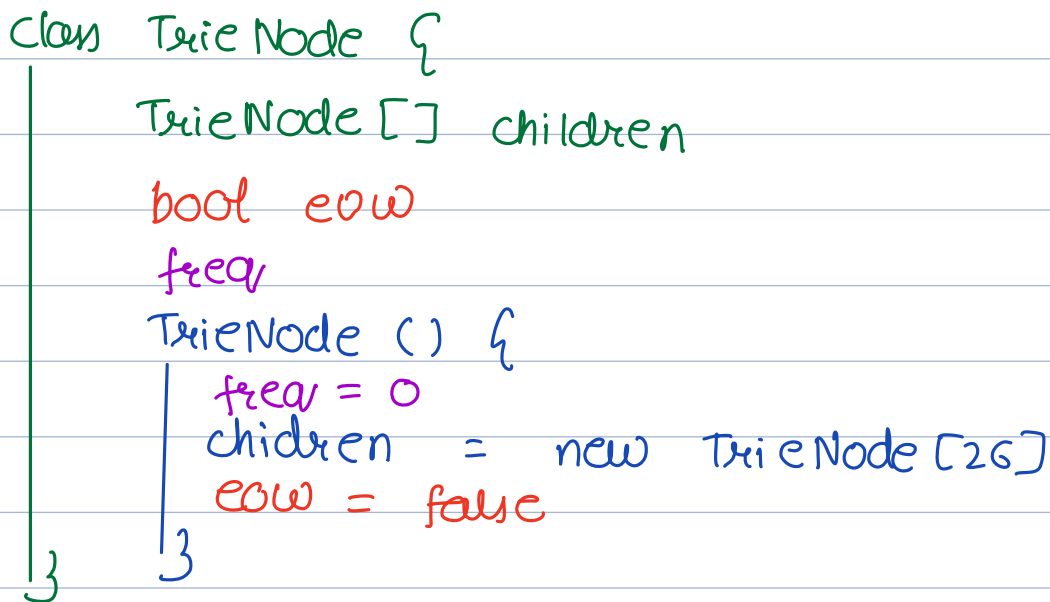 class TrieNode {
TrieNode[] children
bool eow
freq
TrieNode () {
freq = 0
chidren = new TrieNode[26]
eow = false
}
}